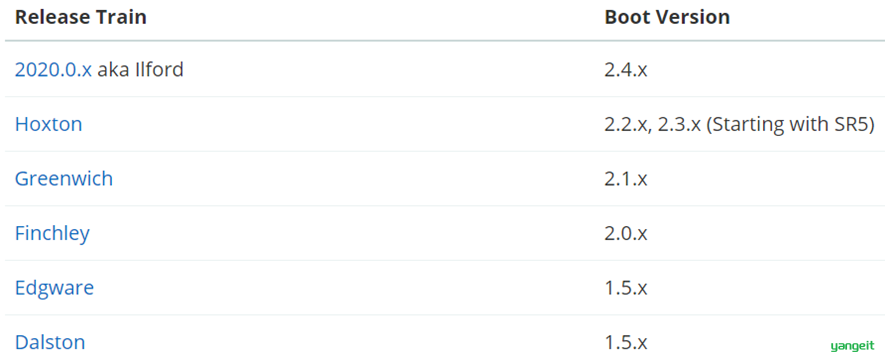 Release Train Boot Version
2020.0.x aka Ilford 2.4.x
Hoxton 2.2.x, 2.3.x (Starting with SR5)
Greenwich 2.1.x
Finchley 2.0.x
Edgware 1.5.x
Dalston 1.5.x
yangeit